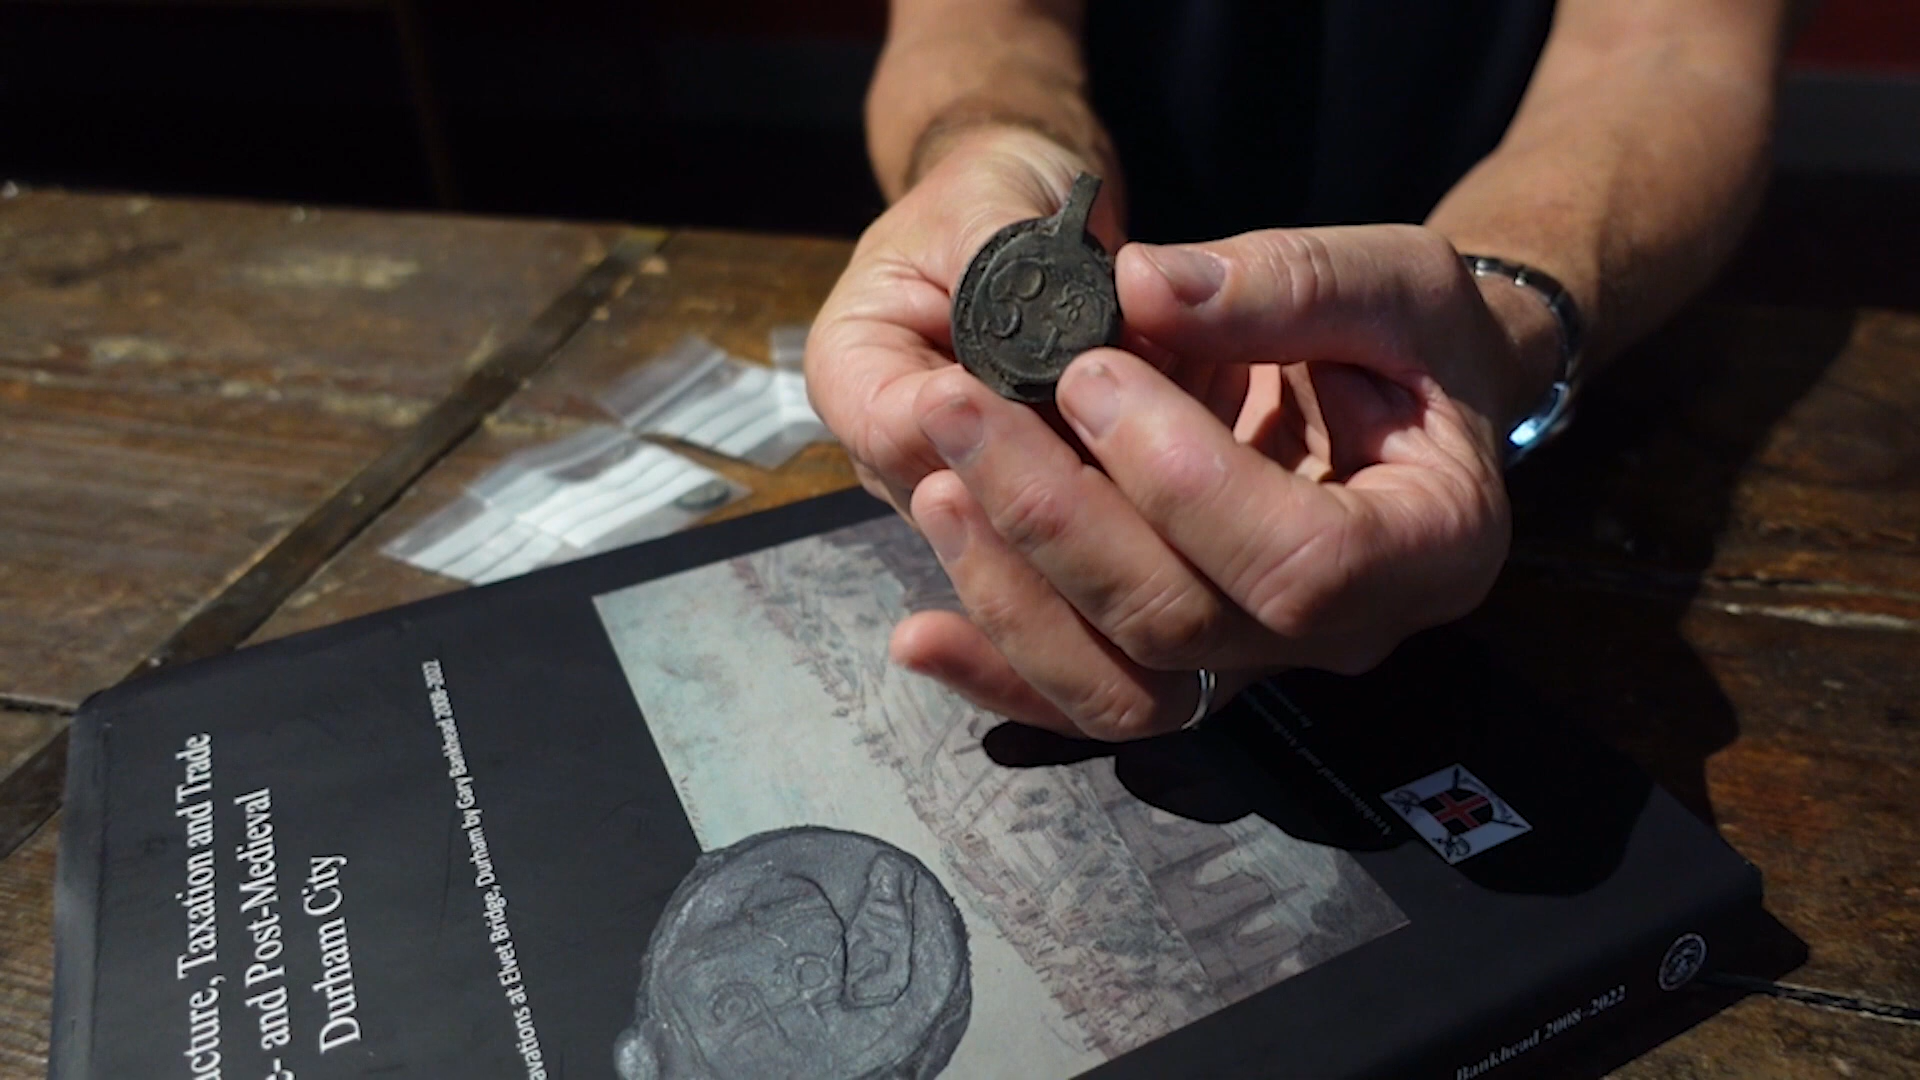 acture, Taxation and Trade
- and Post-Medieval
Durham City
avations at Elvet Bridge, Durham by Gary Bankhead 2008-2022
Bankhead 2008-2022